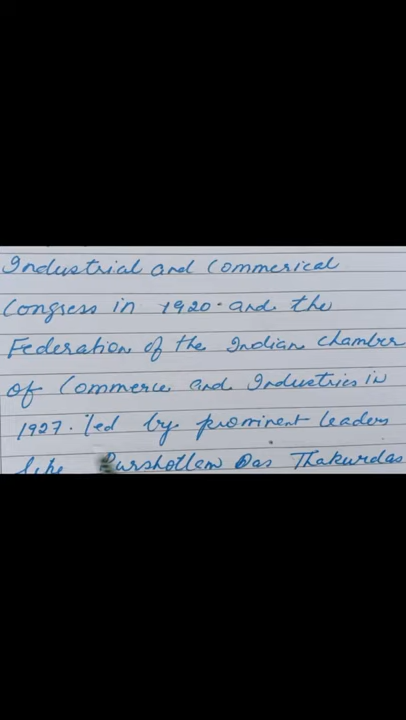 Industrial and Commerical
Congress in 1920. and the
Federation of the Indian Chamber
of Commerce and Industries in
1927. led by prominent leaders
like Purshotlem Das Thakurdas